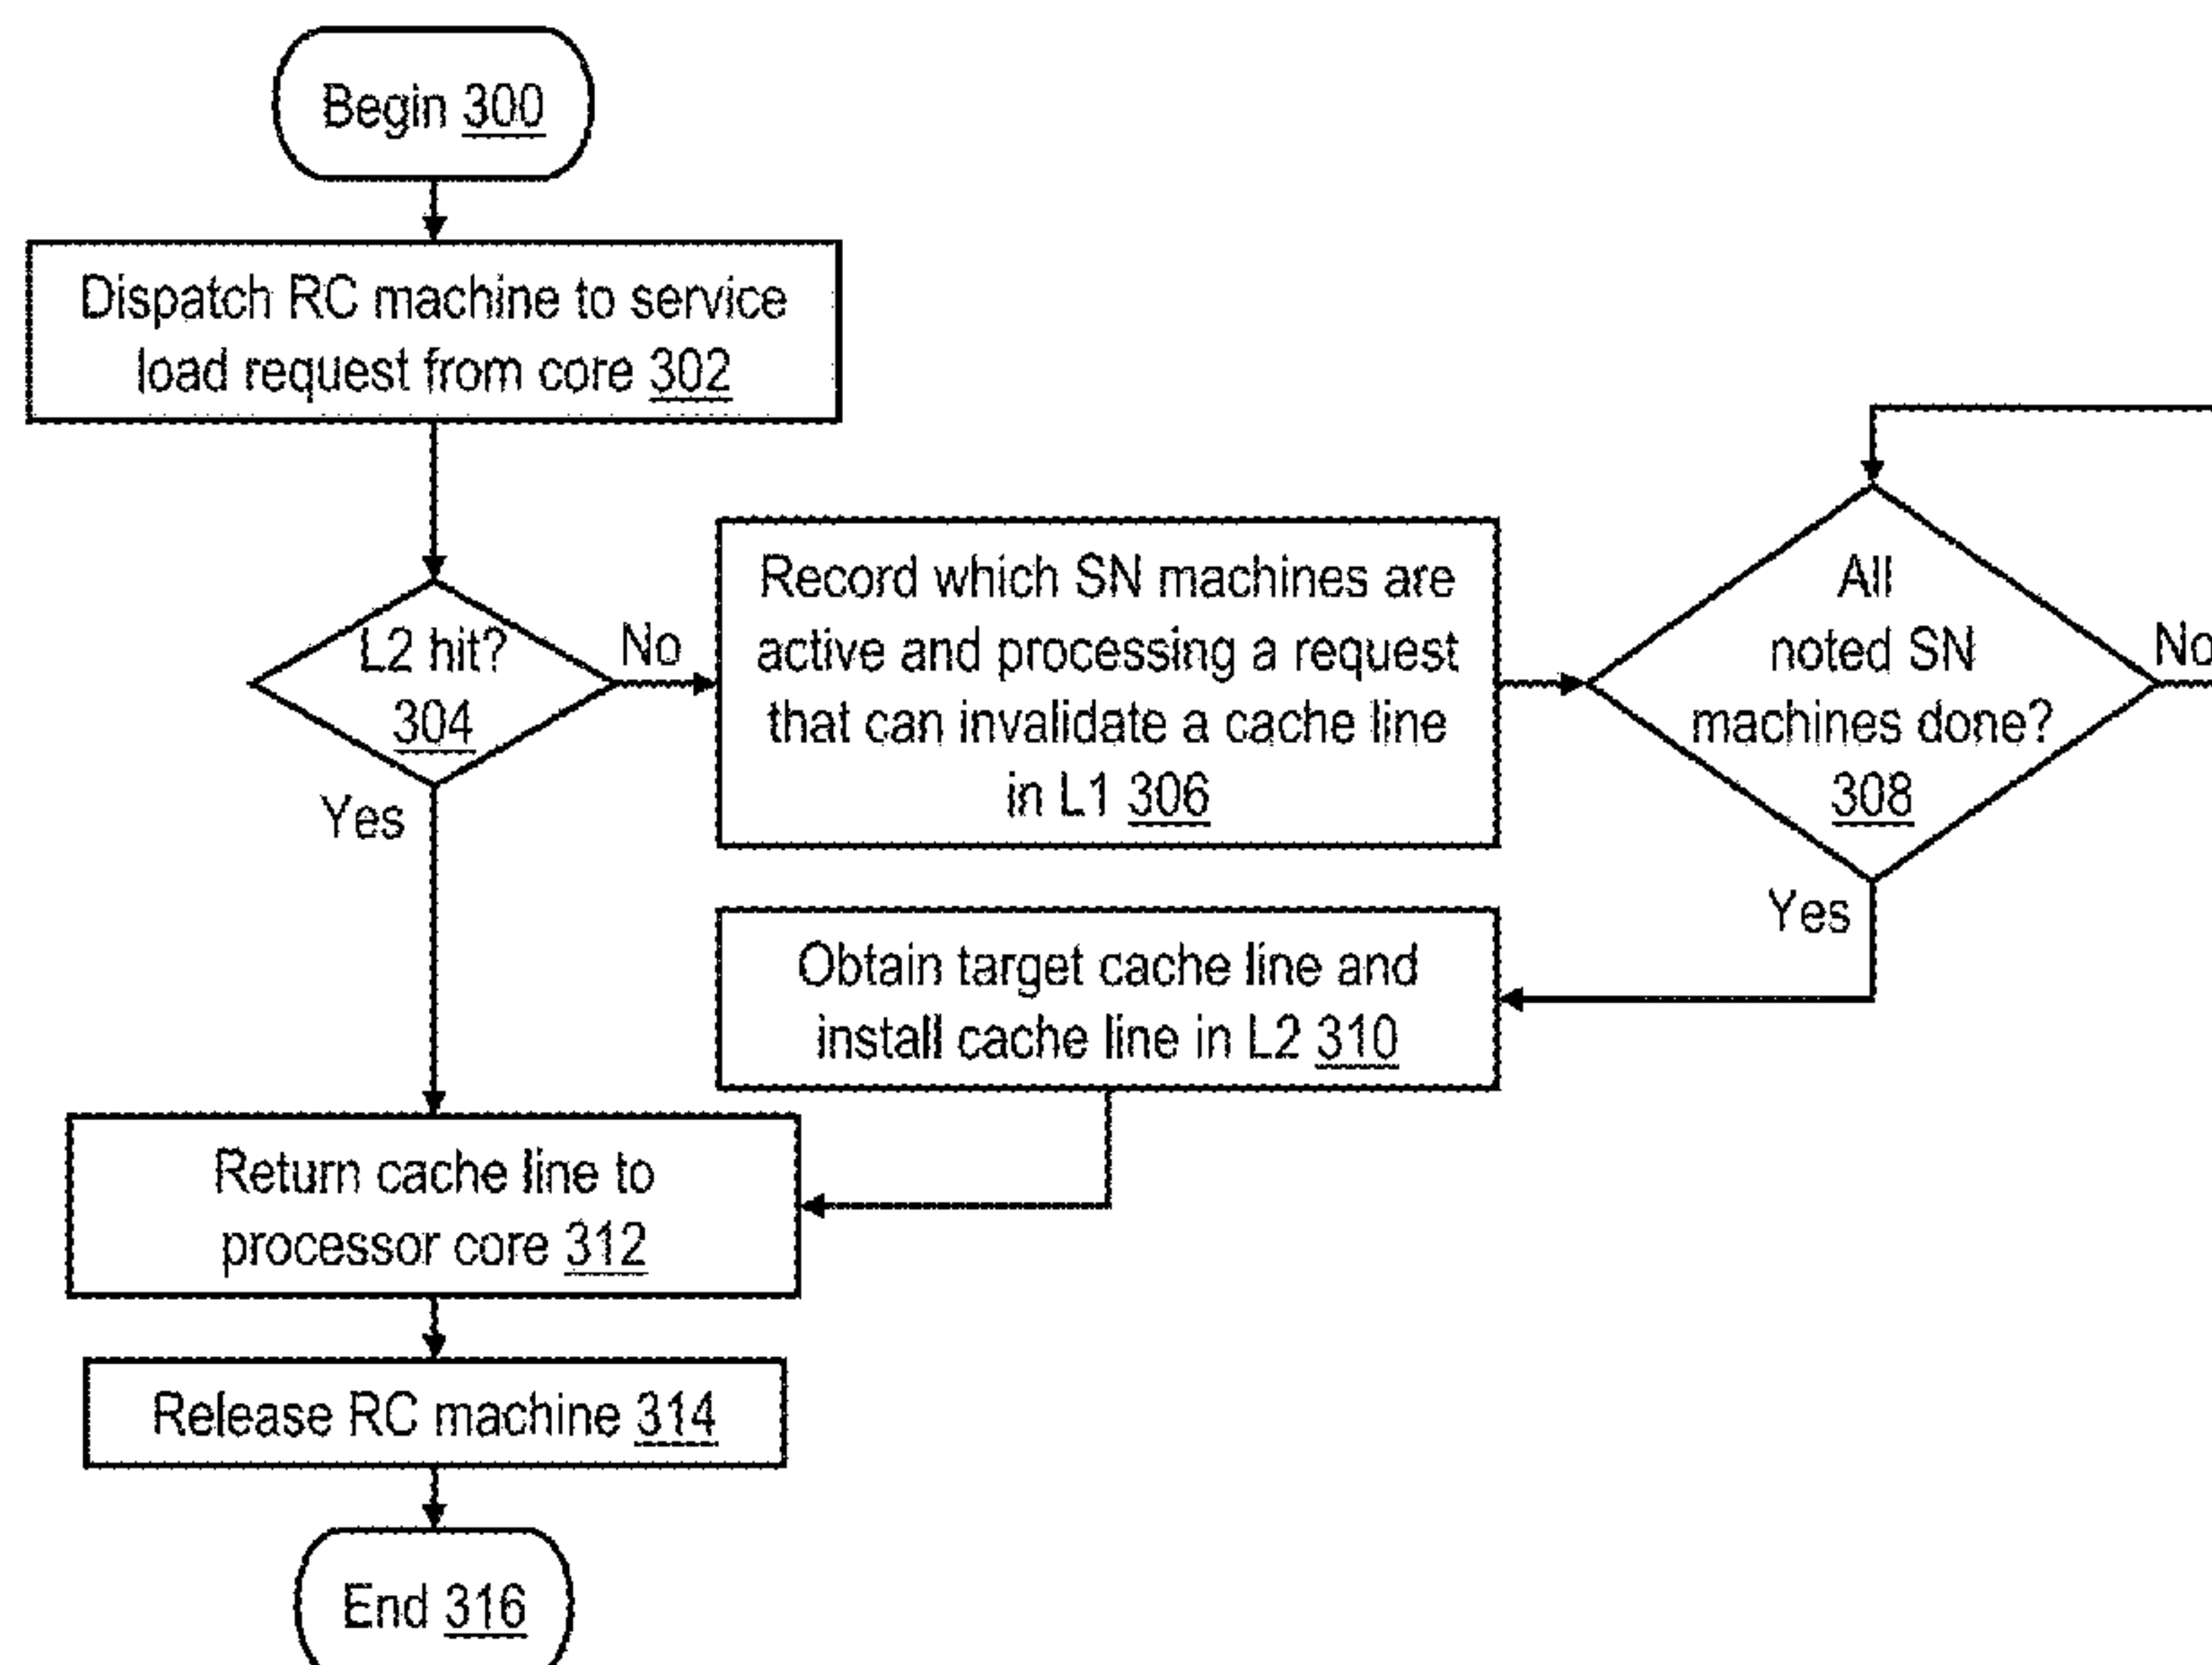 Begin 300
Dispatch RC machine to service
load request from core 302
L2 hit?
304
No
Yes
Record which SN machines are
active and processing a request
that can invalidate a cache line
in L1 306
All
noted SN
machines done?
308
No
Yes
Obtain target cache line and
install cache line in L2 310
Return cache line to
processor core 312
Release RC machine 314
End 316